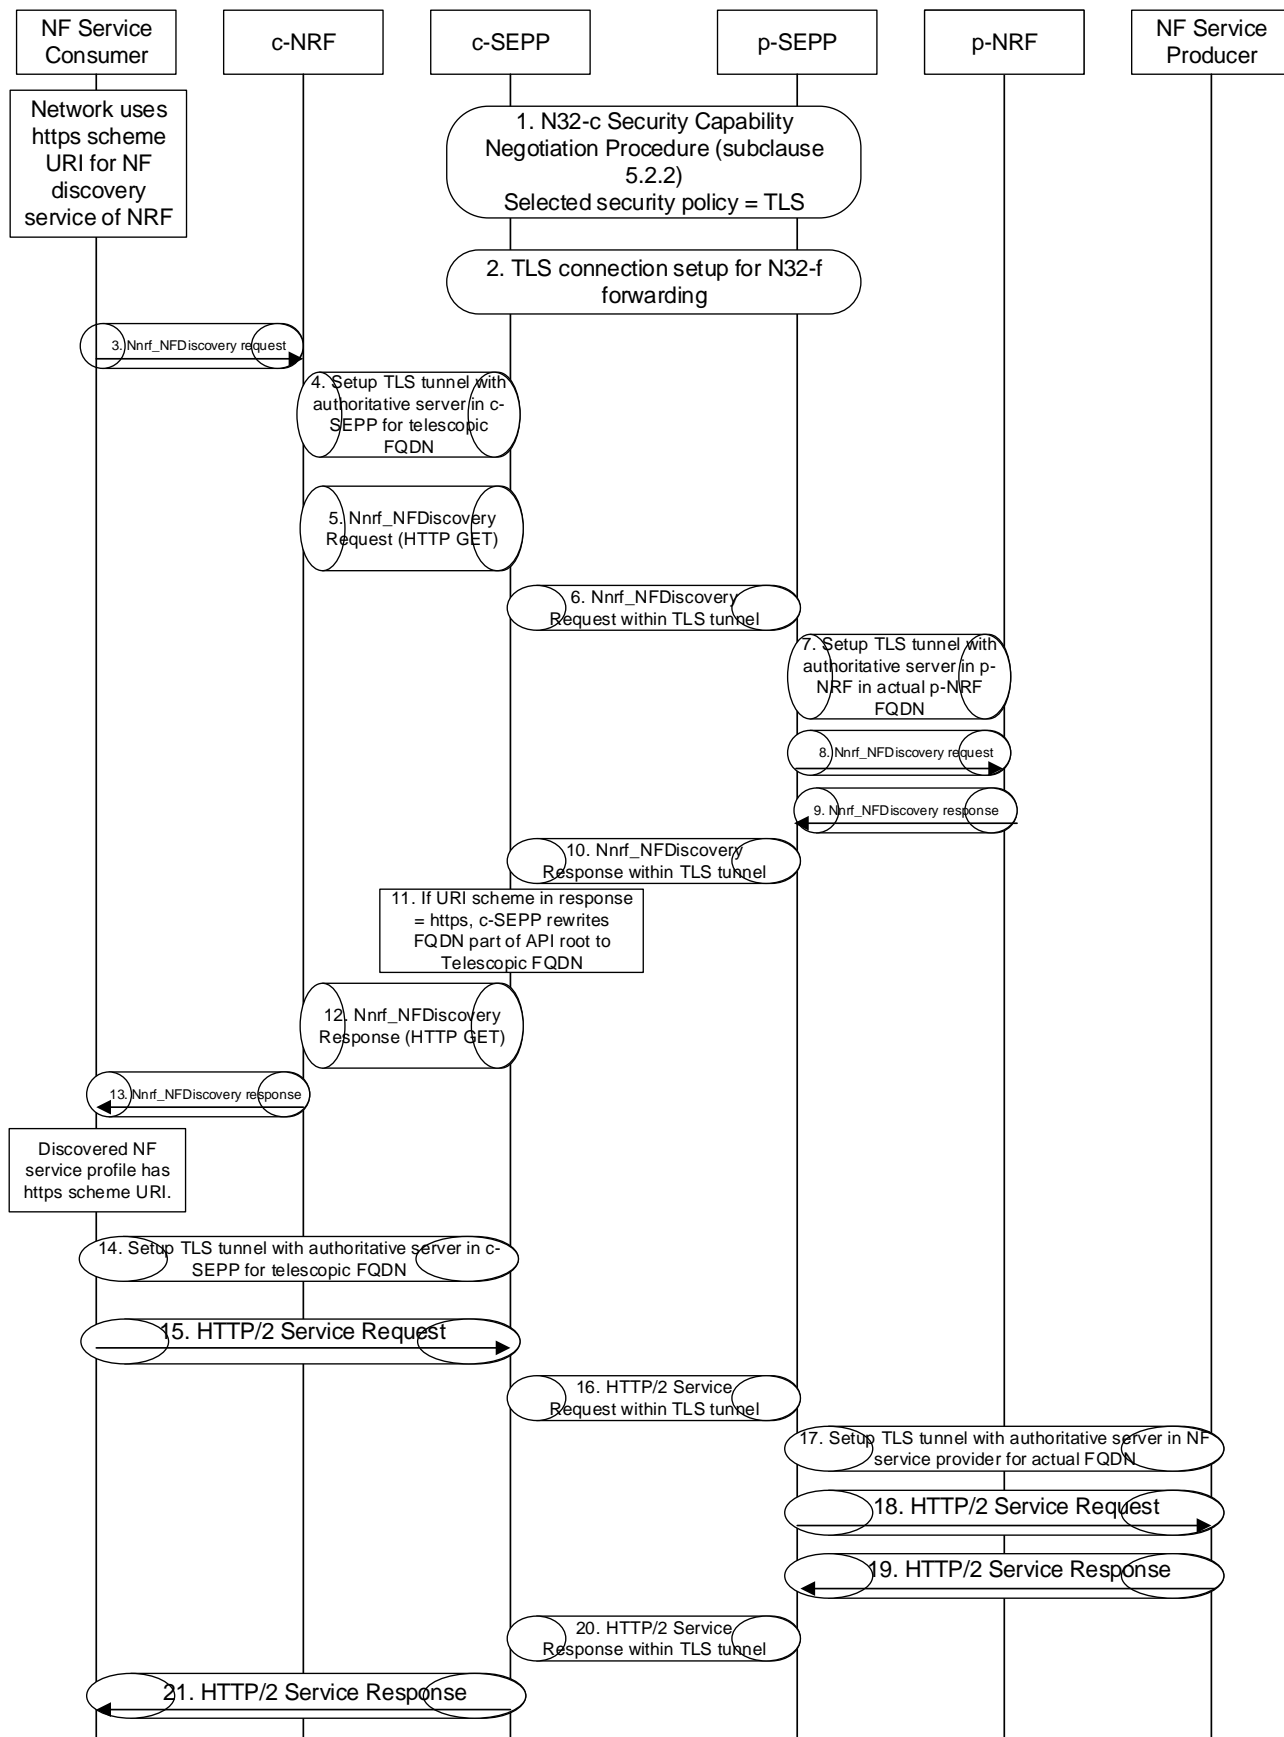 NF Service
Consumer
c-NRF
c-SEPP
p-SEPP
p-NRF
NF Service
Producer
Network uses
https scheme
URI for NF
discovery
service of NRF
1. N32-c Security Capability
Negotiation Procedure (subclause
5.2.2)
Selected security policy = TLS
2. TLS connection setup for N32-f
forwarding
3. Nnrf_NFDiscovery request
4. Setup TLS tunnel with
authoritative server in c-
SEPP for telescopic
FQDN
5. Nnrf_NFDiscovery
Request (HTTP GET)
6. Nnrf_NFDiscovery
Request within TLS tunnel
7. Setup TLS tunnel with
authoritative server in p-
NRF in actual p-NRF
FQDN
8. Nnrf_NFDiscovery request
9. Nnrf_NFDiscovery response
10. Nnrf_NFDiscovery
Response within TLS tunnel
11. If URI scheme in response
= https, c-SEPP rewrites
FQDN part of API root to
Telescopic FQDN
12. Nnrf_NFDiscovery
Response (HTTP GET)
13. Nnrf_NFDiscovery response
Discovered NF
service profile has
https scheme URI.
14. Setup TLS tunnel with authoritative server in c-
SEPP for telescopic FQDN
15. HTTP/2 Service Request
16. HTTP/2 Service
Request within TLS tunnel
17. Setup TLS tunnel with authoritative server in NF
service provider for actual FQDN
18. HTTP/2 Service Request
19. HTTP/2 Service Response
20. HTTP/2 Service
Response within TLS tunnel
21. HTTP/2 Service Response